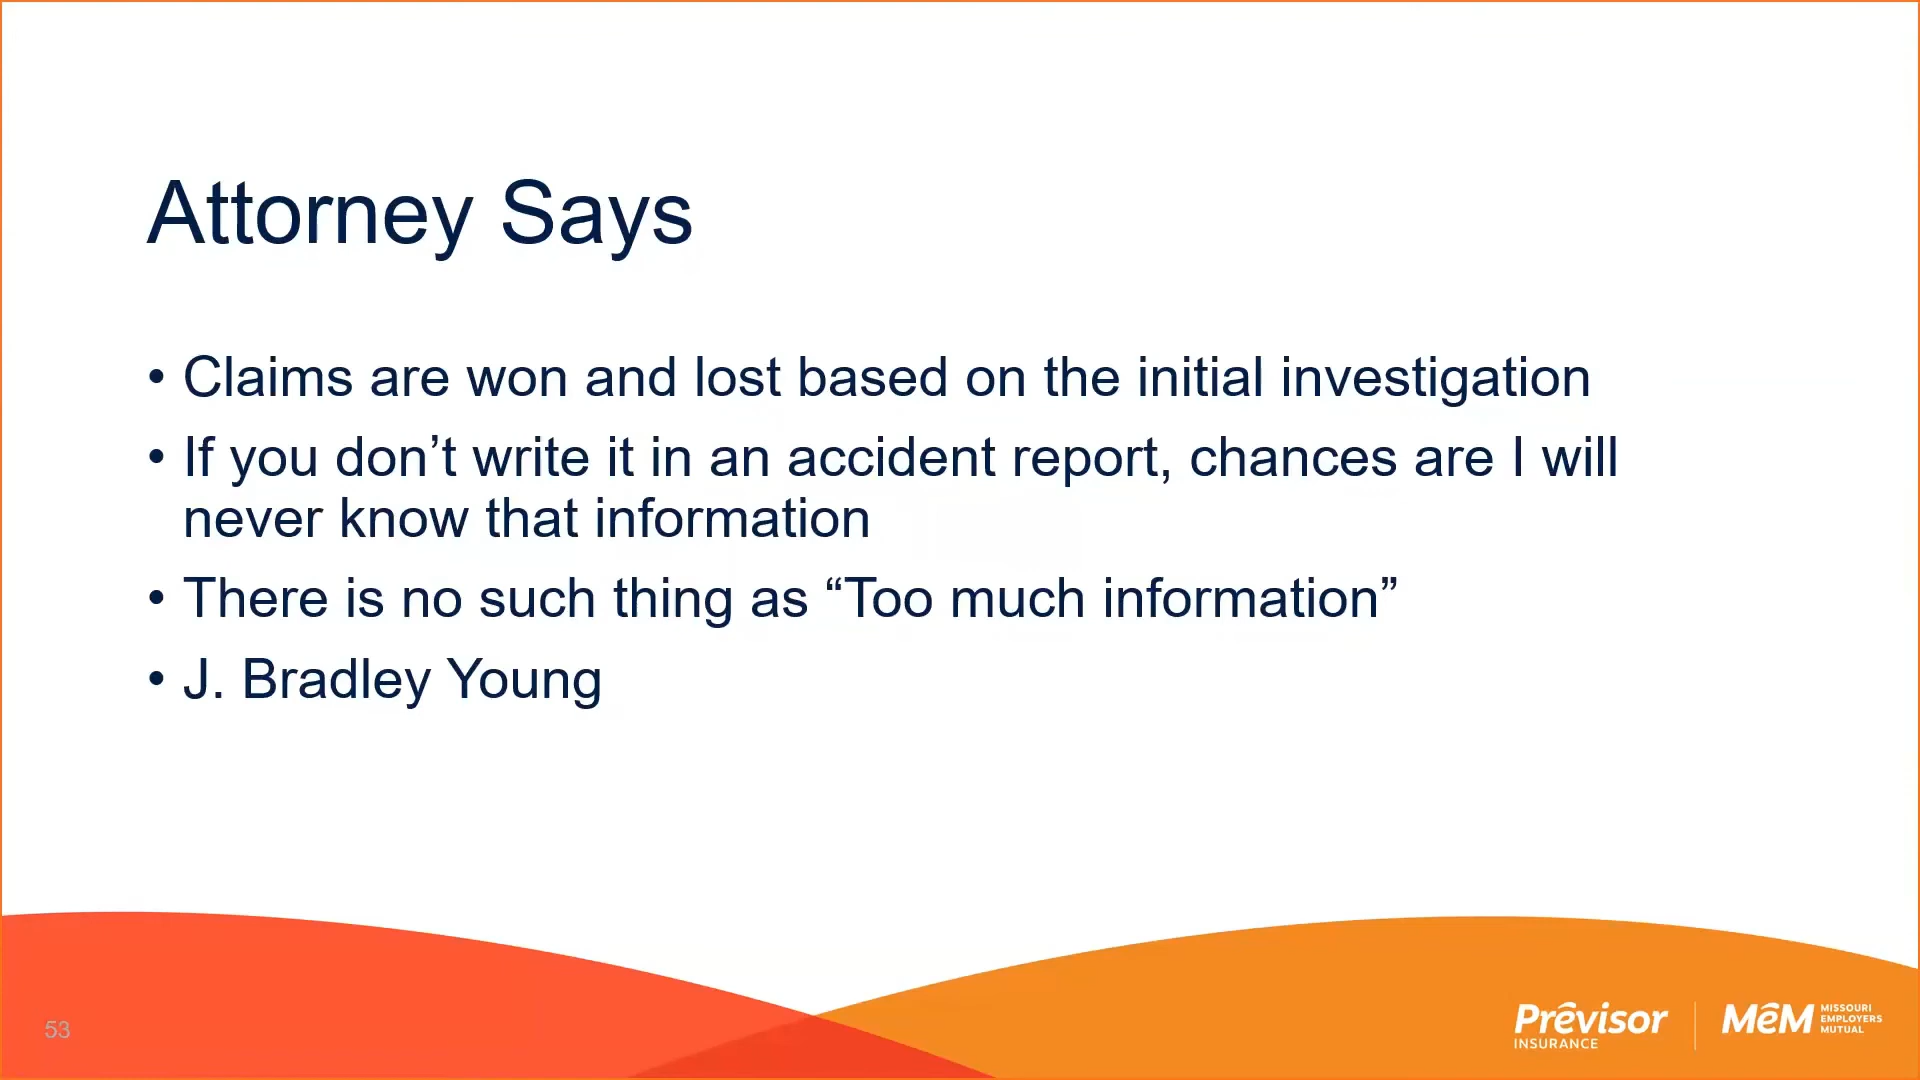 Attorney Says
• Claims are won and lost based on the initial investigation
• If you don’t write it in an accident report, chances are I will
never know that information
• There is no such thing as “Too much information”
• J. Bradley Young
53
Prēvisor
INSURANCE
MēM
MISSOURI
EMPLOYERS
MUTUAL